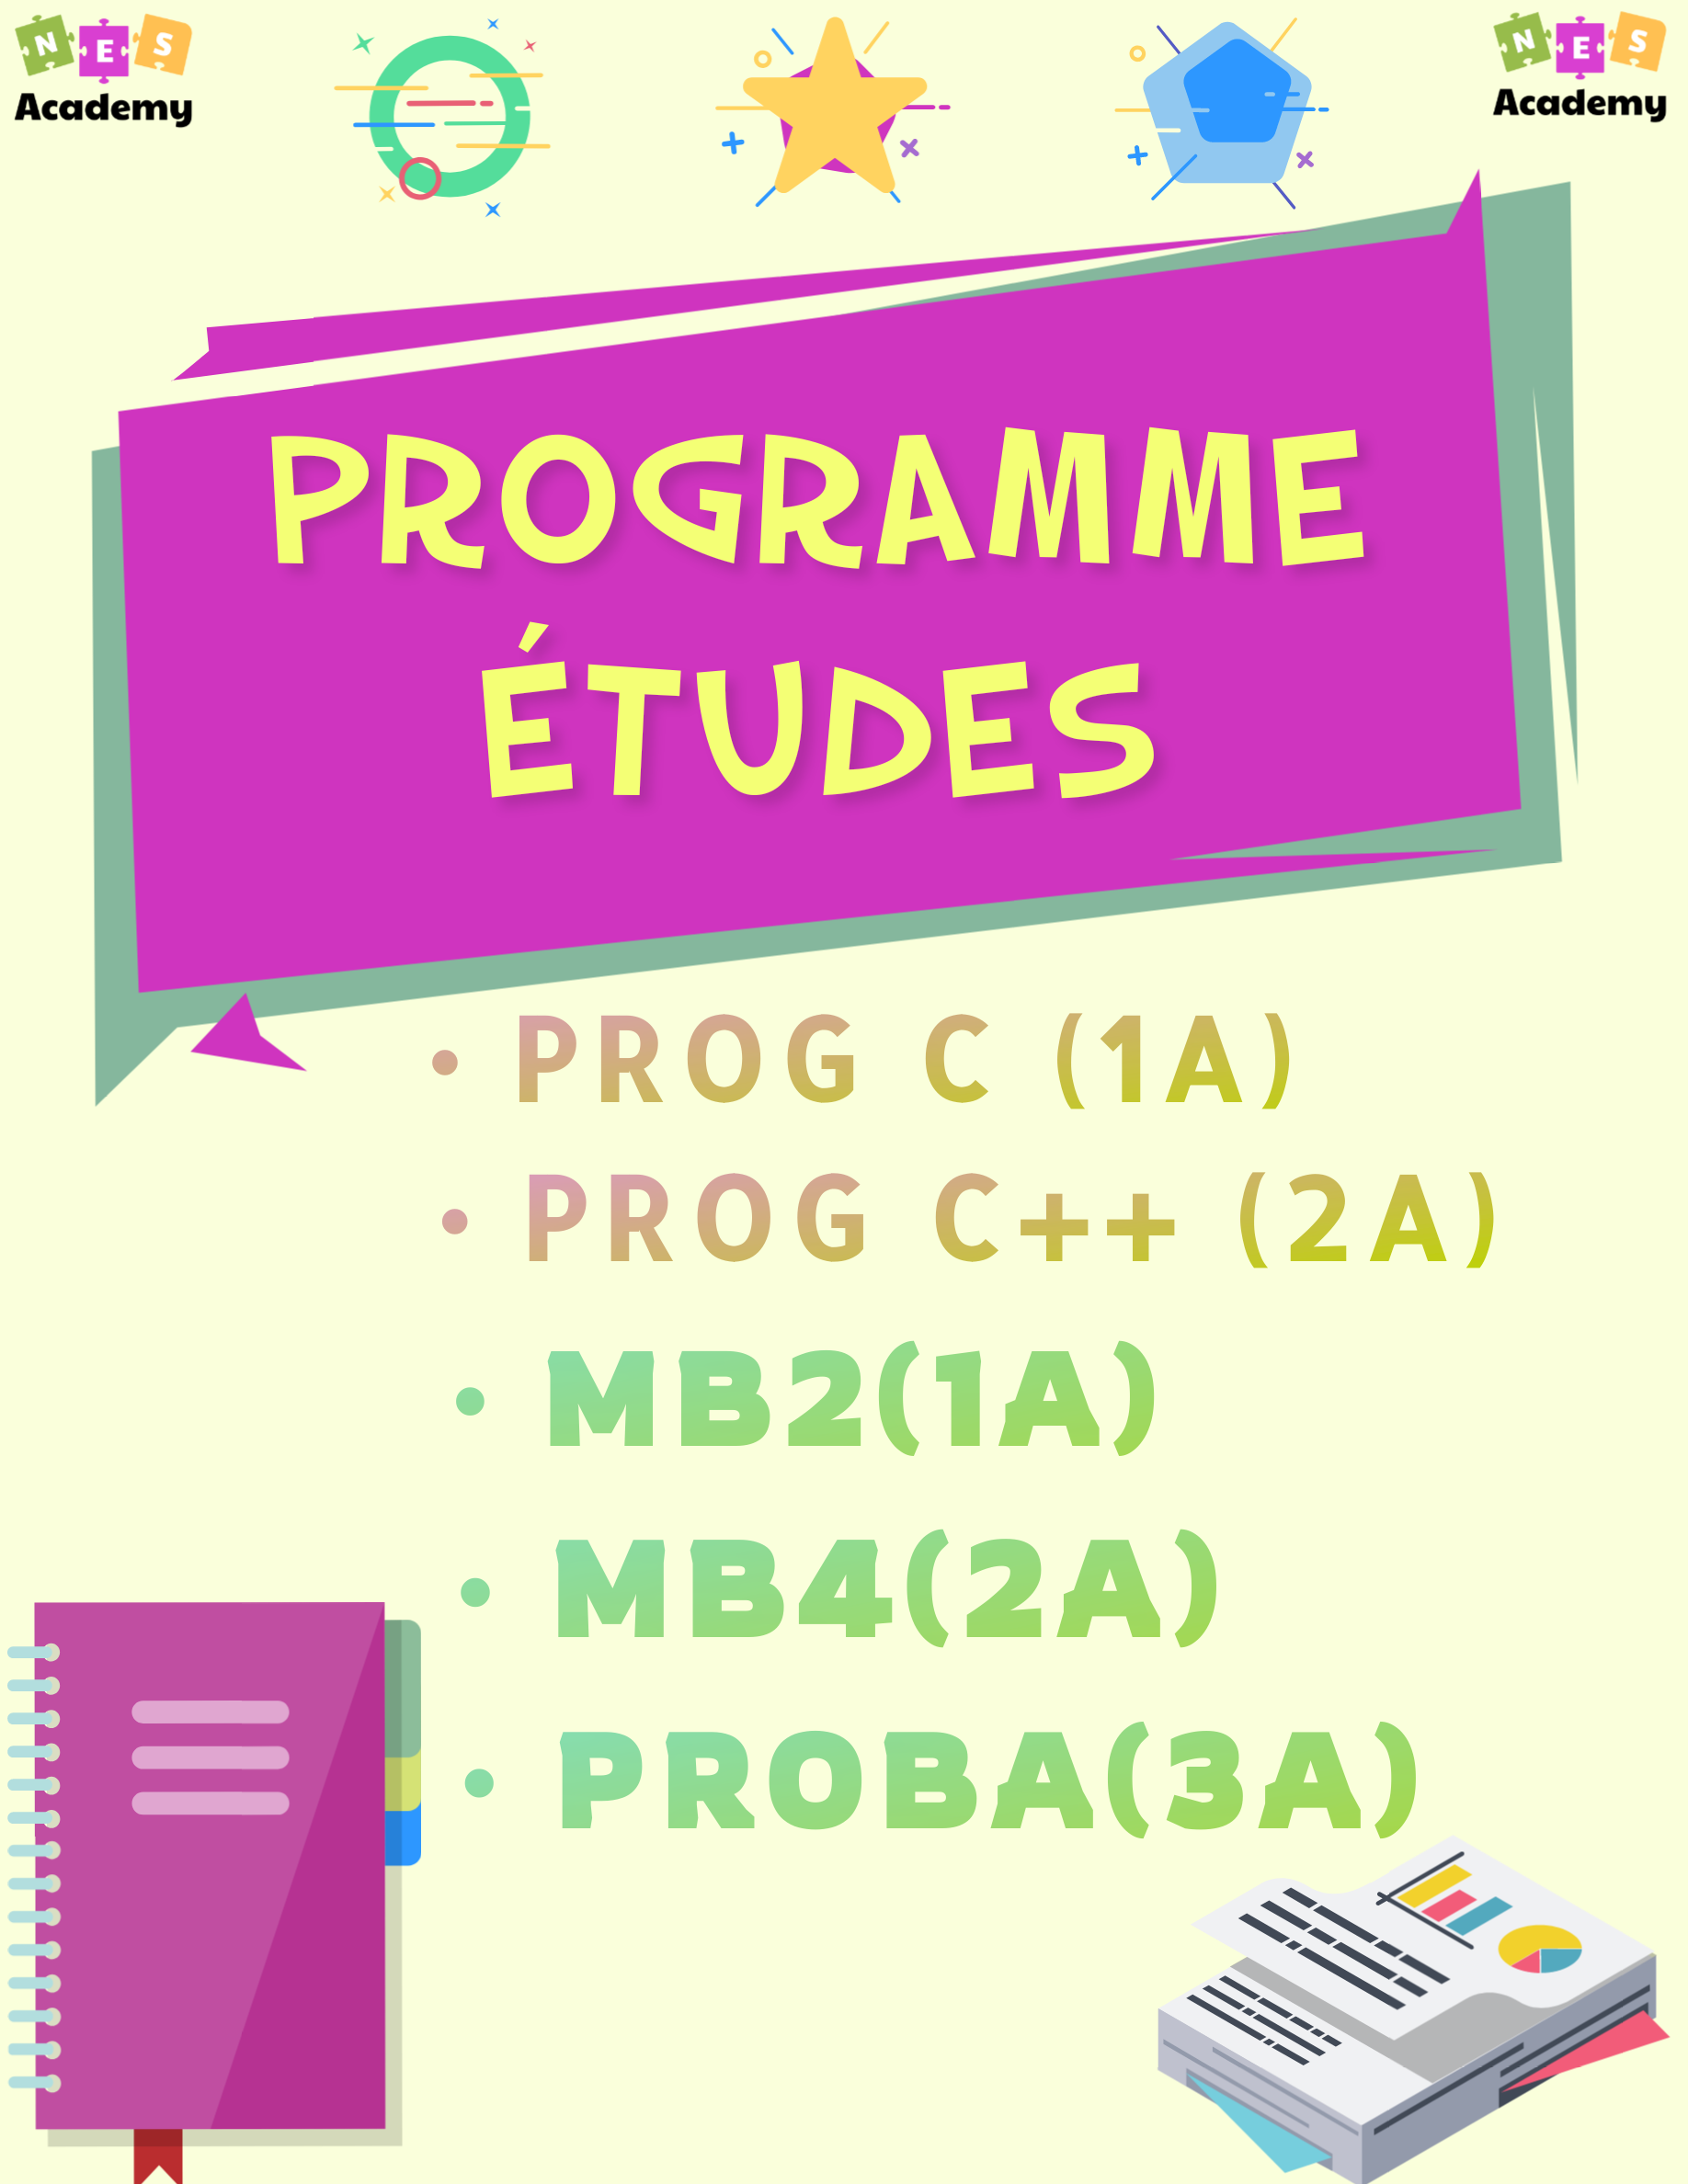 NES
Academy
NES
Academy
PROGRAMME
ÉTUDES
• PROG C (1A)
• PROG C++ (2A)
• MB2(1A)
• MB4(2A)
• PROBA(3A)